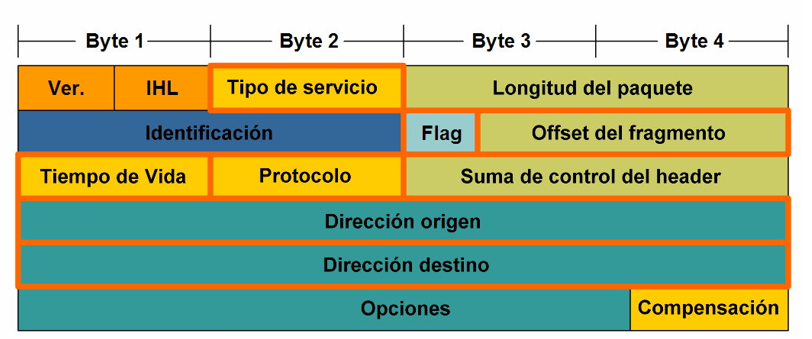 Byte 1 Byte 2 Byte 3 Byte 4
Ver. IHL Tipo de servicio Longitud del paquete
Identificación Flag Offset del fragmento
Tiempo de Vida Protocolo Suma de control del header
Dirección origen
Dirección destino
Opciones Compensación